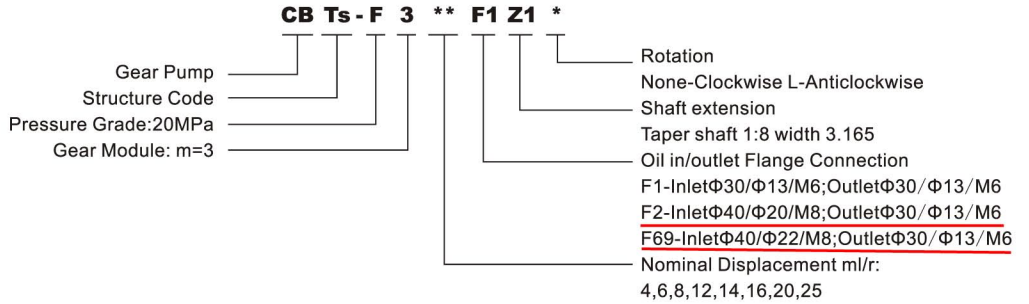 CB Ts - F 3 ** F1 Z1 *
Gear Pump
Structure Code
Pressure Grade:20MPa
Gear Module: m=3
Rotation
None-Clockwise L-Anticlockwise
Shaft extension
Taper shaft 1:8 width 3.165
Oil in/outlet Flange Connection
F1-InletΦ30/Φ13/M6;OutletΦ30/Φ13/M6
F2-InletΦ40/Φ20/M8;OutletΦ30/Φ13/M6
F69-InletΦ40/Φ22/M8;OutletΦ30/Φ13/M6
Nominal Displacement ml/r:
4,6,8,12,14,16,20,25